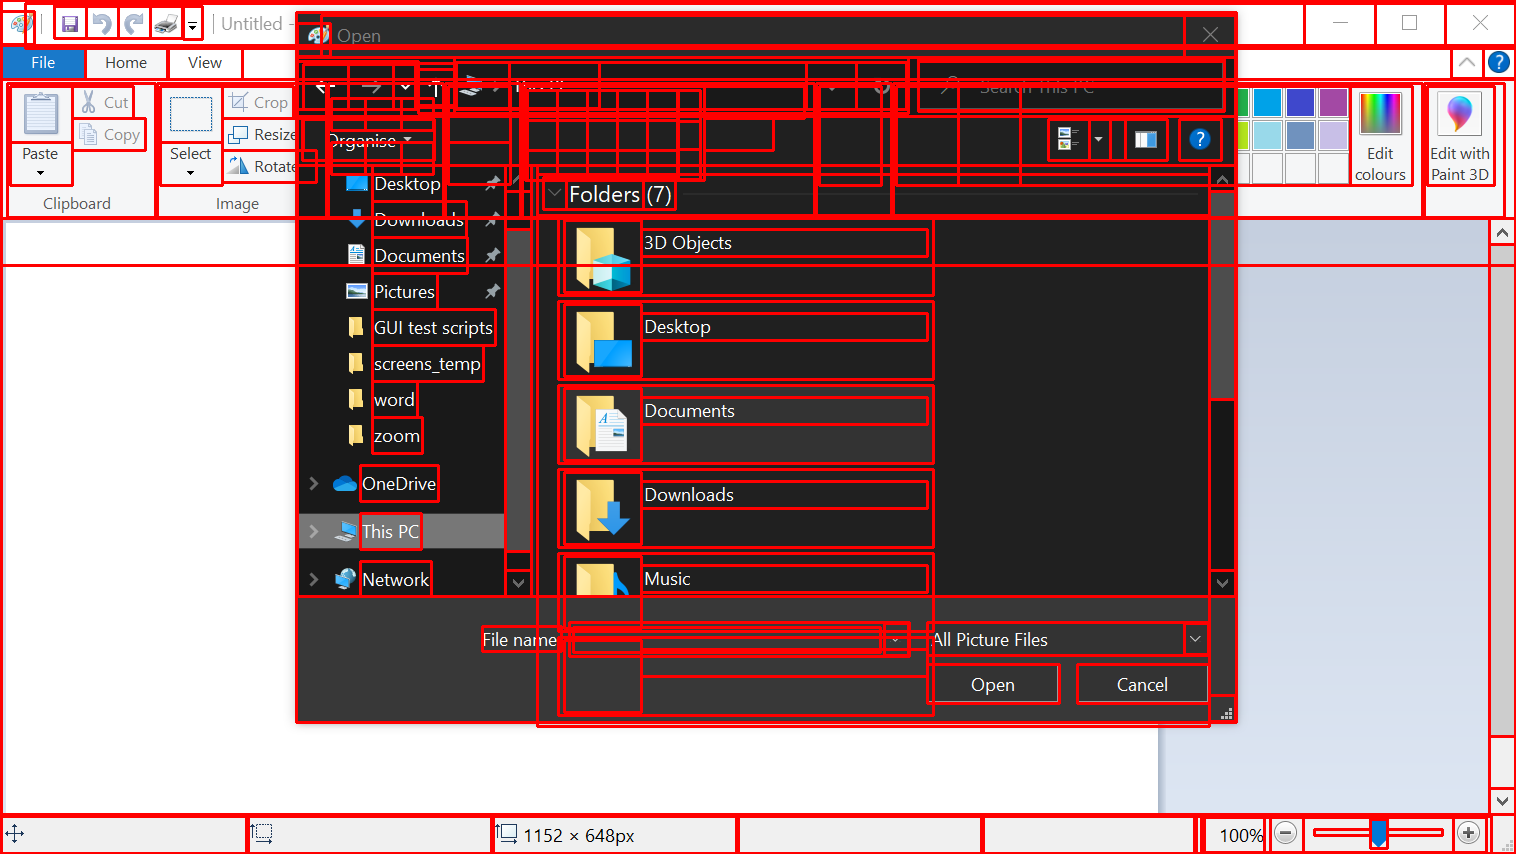 Untitled -
Open
File
Home
View
Search This PC
Cut
Copy
Paste
Clipboard
Crop
Resize
Rotate
Select
Image
Organise
Edit
colours
Edit with
Paint 3D
Desktop
Downloads
Documents
Pictures
GUI test scripts
screens_temp
word
zoom
OneDrive
This PC
Network
Folders (7)
3D Objects
Desktop
Documents
Downloads
Music
File name
All Picture Files
Open
Cancel
1152 × 648px
100%